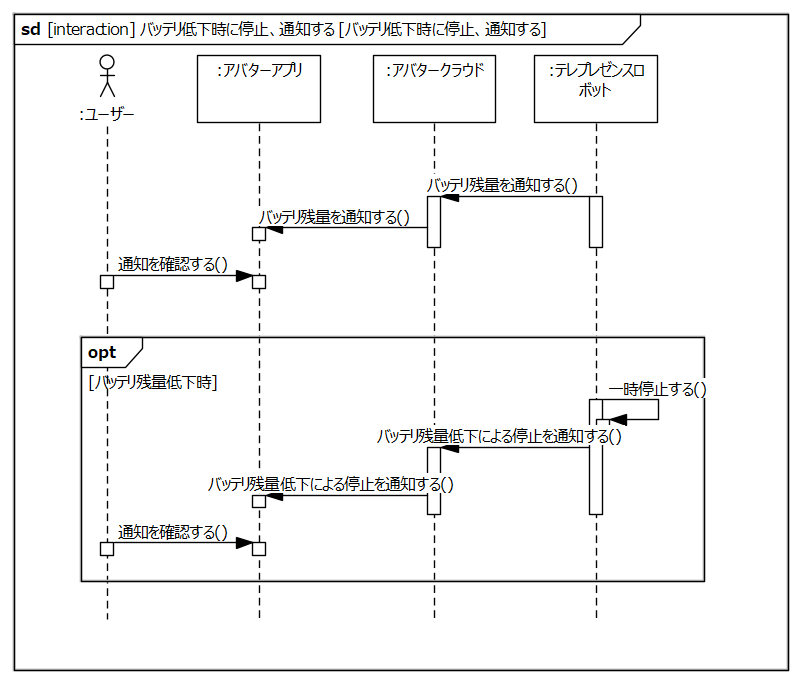 sd [interaction] バッテリ低下時に停止、通知する [バッテリ低下時に停止、通知する]
:ユーザー
:アバターアプリ
:アバタークラウド
:テレプレゼンスロ
ボット
バッテリ残量を通知する()
バッテリ残量を通知する()
通知を確認する()
opt
[バッテリ残量低下時]
一時停止する()
バッテリ残量低下による停止を通知する()
バッテリ残量低下による停止を通知する()
通知を確認する()